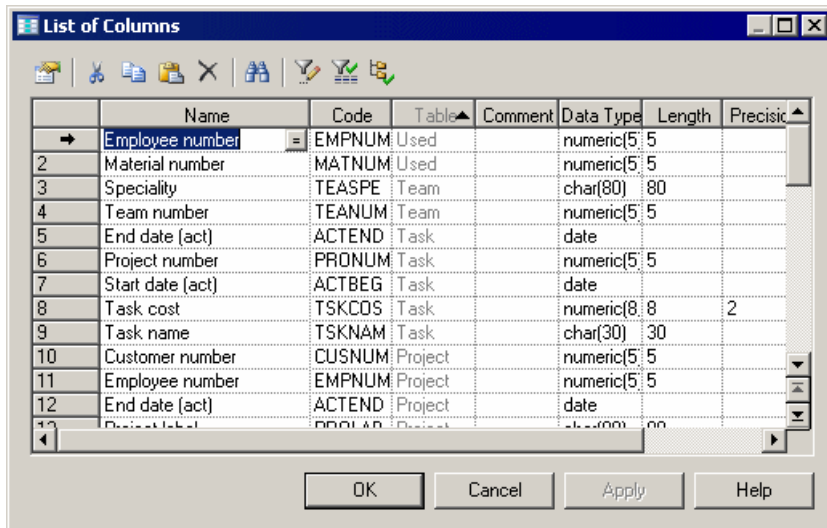 List of Columns
Name Code Table Comment Data Type Length Precisic
Employee number = EMPNUM Used numeric(5 5
2 Material number MATNUM Used numeric(5 5
3 Speciality TEASPE Team char(80) 80
4 Team number TEANUM Team numeric(5 5
5 End date (act) ACTEND Task date
6 Project number PRONUM Task numeric(5 5
7 Start date (act) ACTBEG Task date
8 Task cost TSKCOS Task numeric(8, 8 2
9 Task name TSKNAM Task char(30) 30
10 Customer number CUSNUM Project numeric(5 5
11 Employee number EMPNUM Project numeric(5 5
12 End date (act) ACTEND Project date
OK Cancel Apply Help